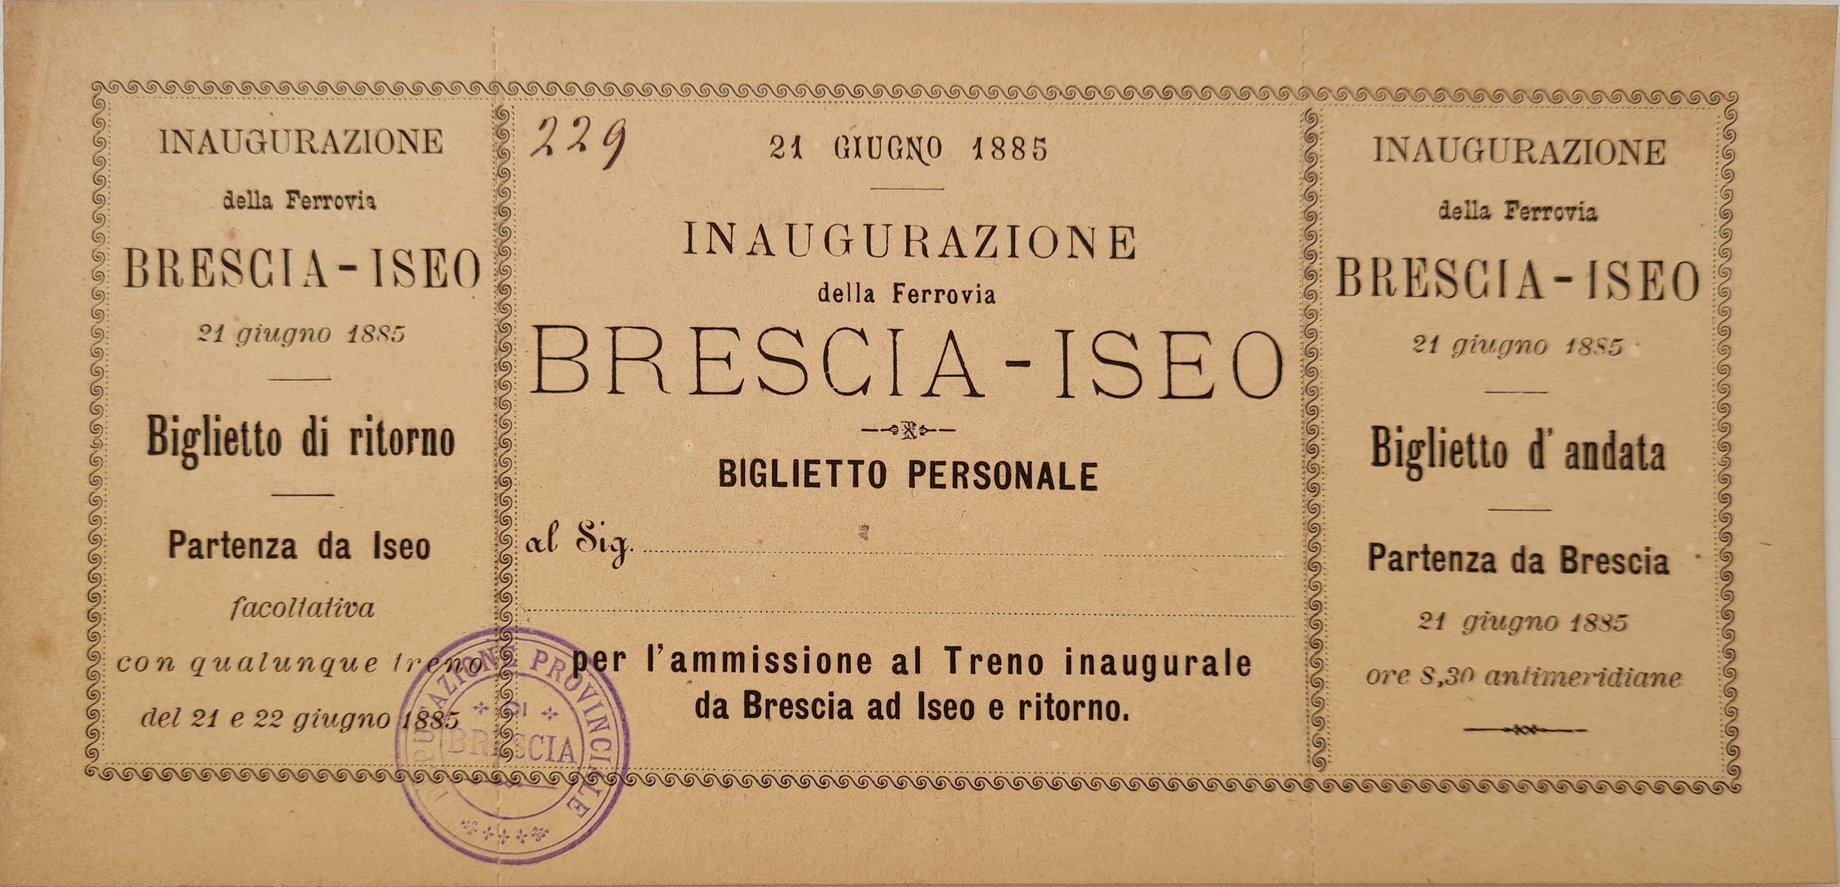 INAUGURAZIONE
della Ferrovia
BRESCIA-ISEO
21 giugno 1885
Biglietto di ritorno
Partenza da Iseo
facoltativa
con qualunque treno
del 21 e 22 giugno 1885
229
21 GIUGNO 1885
INAUGURAZIONE
della Ferrovia
BRESCIA-ISEO
BIGLIETTO PERSONALE
al Sig.
per l'ammissione al Treno inaugurale
da Brescia ad Iseo e ritorno.
DEPUTAZIONE PROVINCIALE
DI
BRESCIA
INAUGURAZIONE
della Ferrovia
BRESCIA-ISEO
21 giugno 1885
Biglietto d'andata
Partenza da Brescia
21 giugno 1885
ore 8,30 antimeridiane